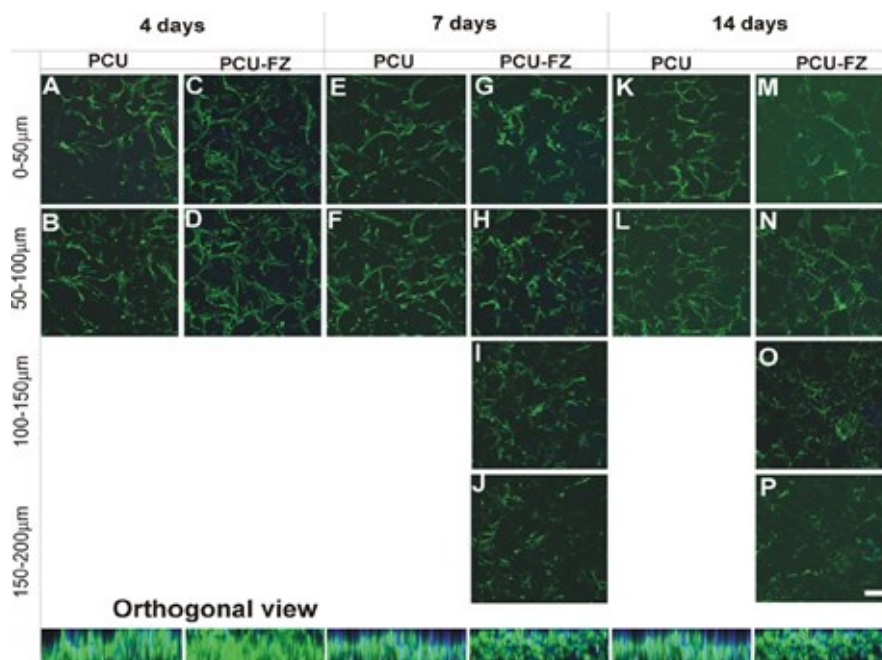 4 days 7 days 14 days
PCU PCU-FZ PCU PCU-FZ PCU PCU-FZ
0-50μm A C E G K M
50-100μm B D F H L N
100-150μm I O
150-200μm J P
Orthogonal view